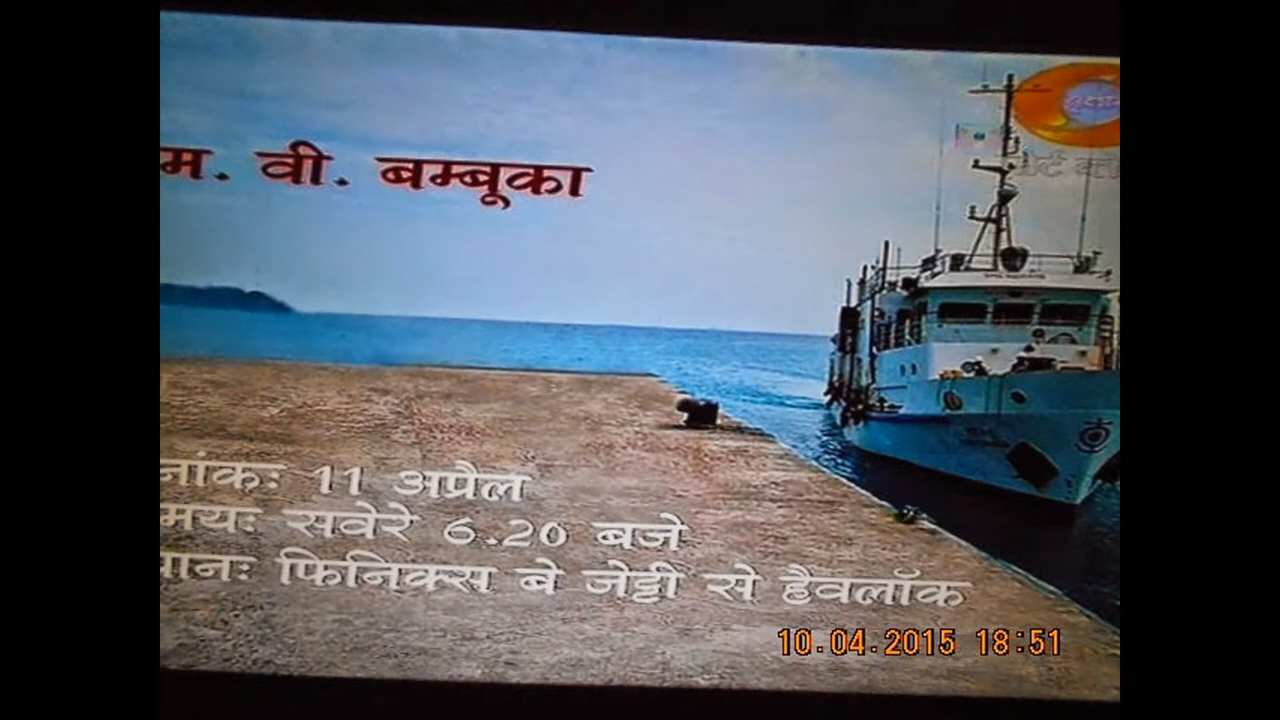 म. वी. बम्बूका
नांकः 11 अप्रैल
मयः सवेरे 6.20 बजे
थानः फिनिक्स बे जेट्टी से हैवलॉक
10.04.2015 18:51